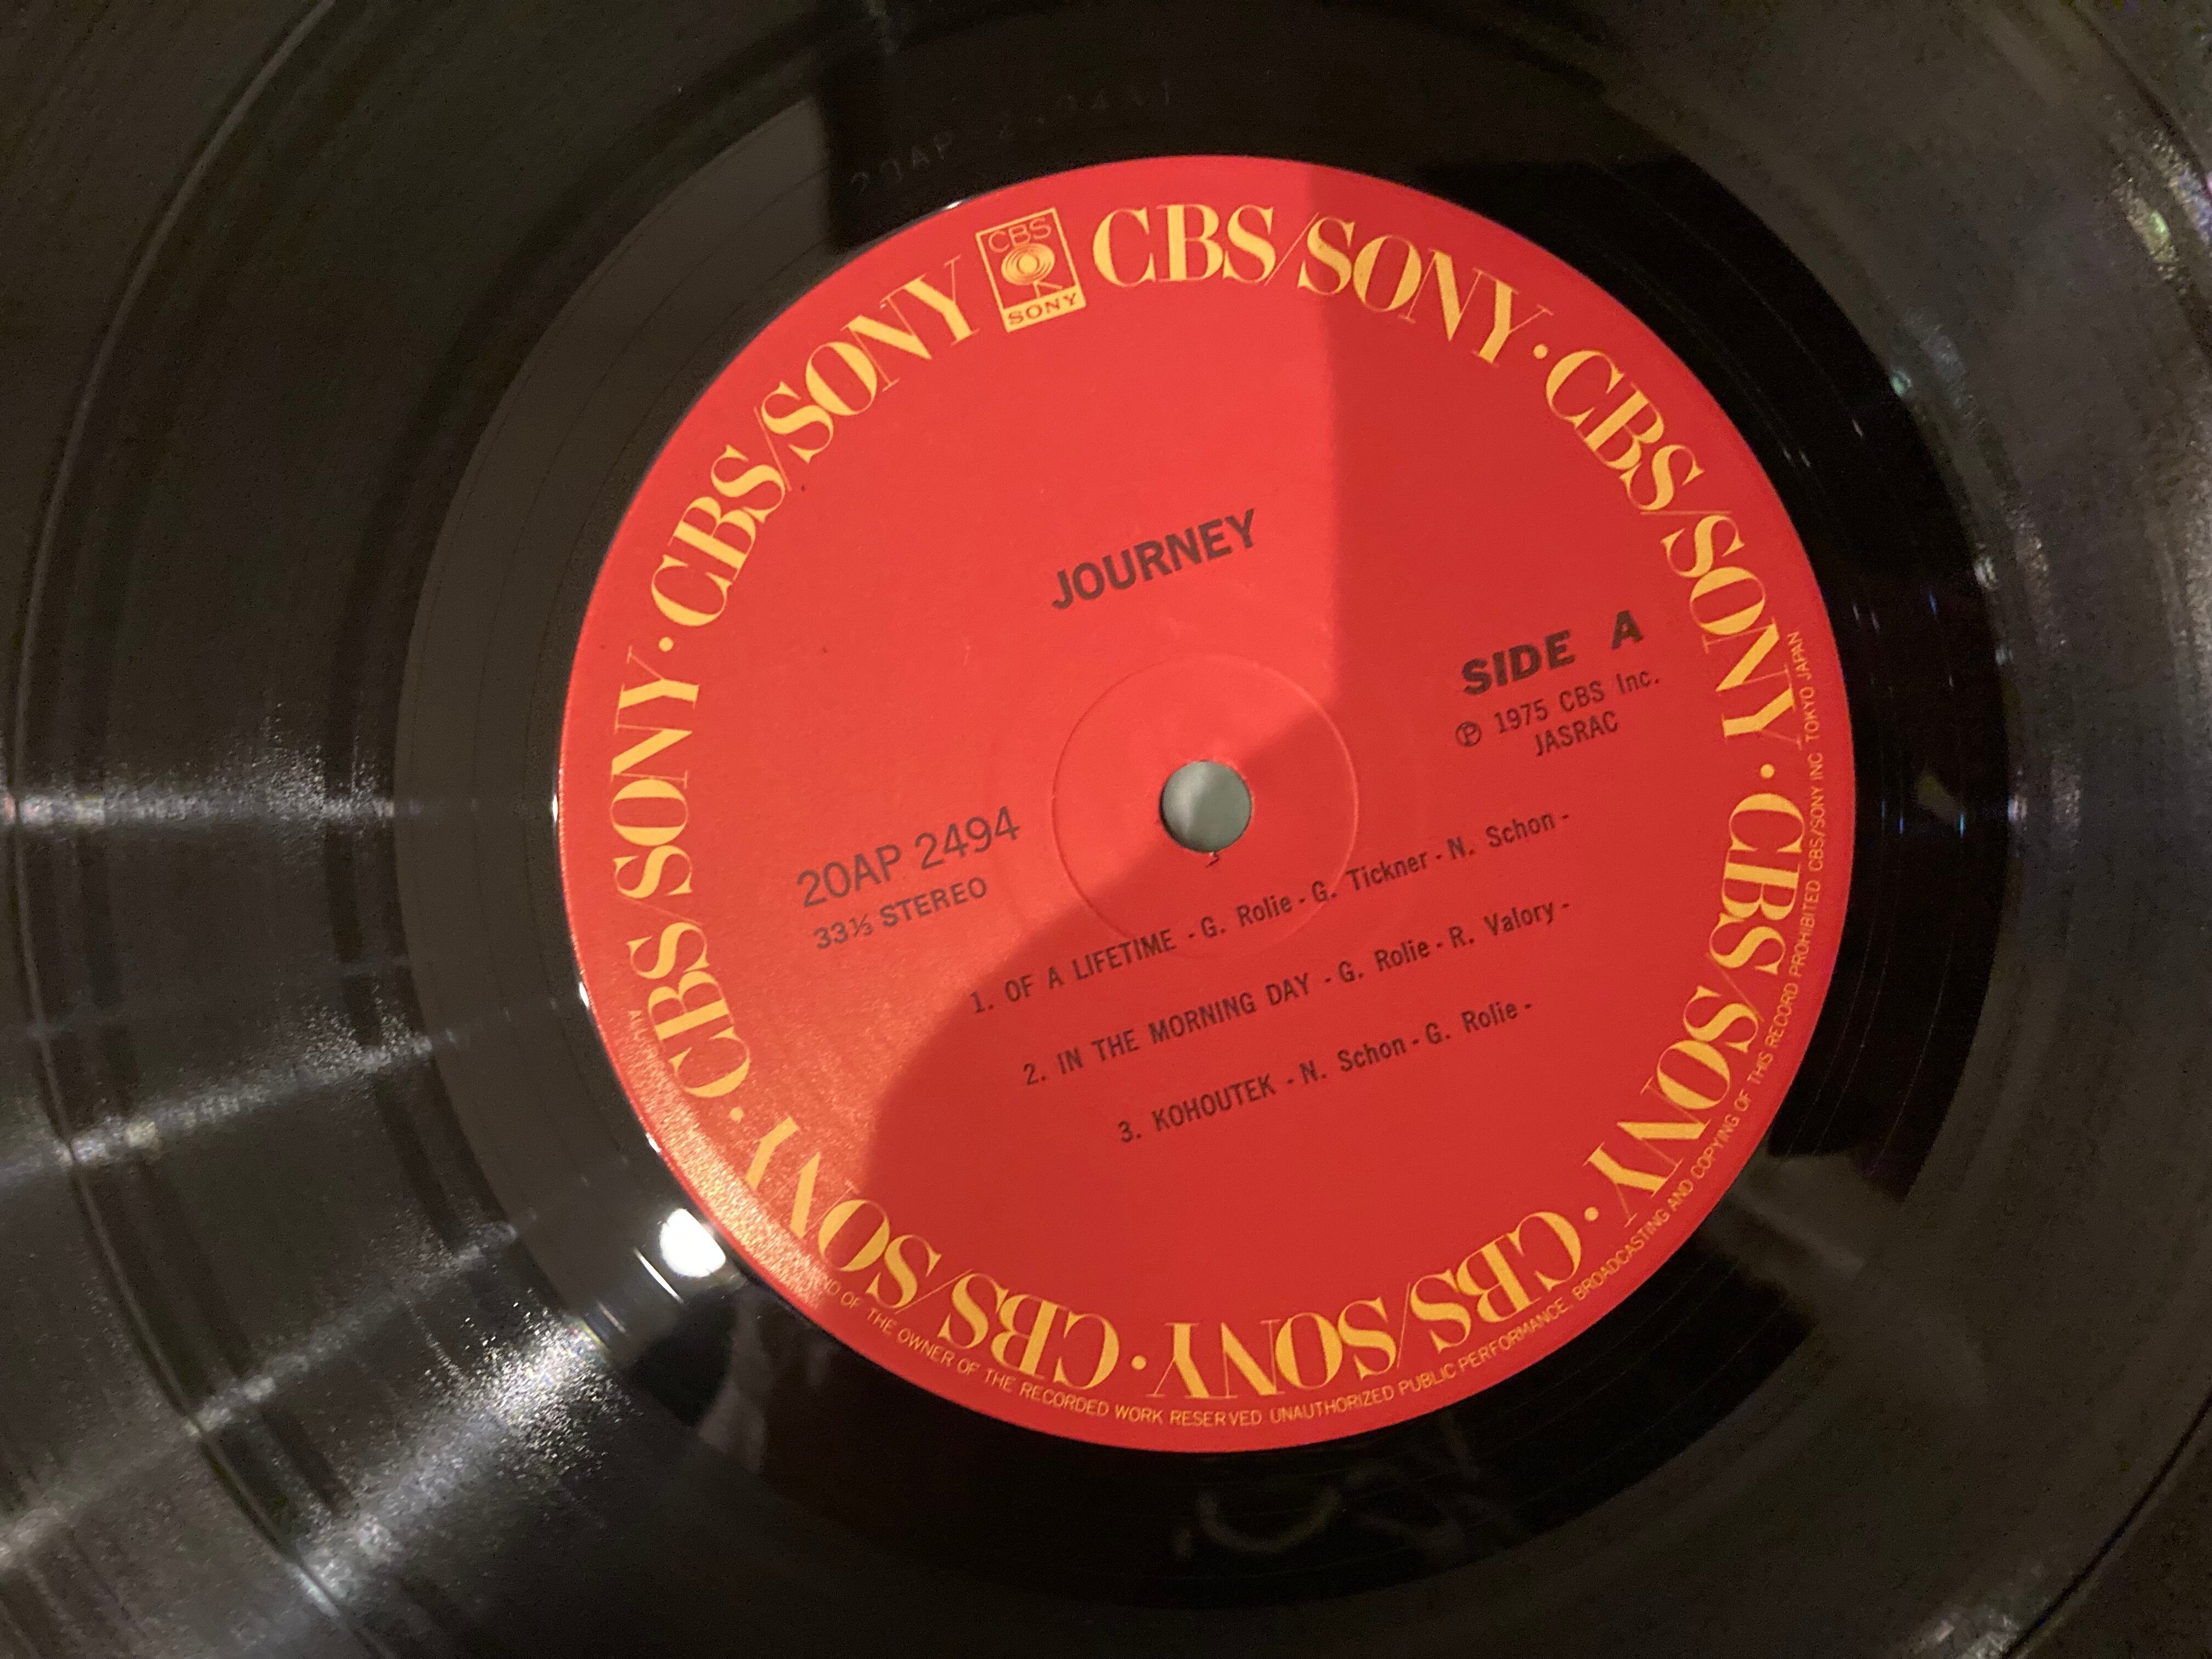 CBS
SONY
CBS/SONY · CBS/SONY · CBS/SONY · CBS/SONY · CBS/SONY · CBS/SONY · CBS/SONY
JOURNEY
SIDE A
℗ 1975 CBS Inc.
JASRAC
20AP 2494
33⅓ STEREO
1. OF A LIFETIME - G. Rolie - G. Tickner - N. Schon -
2. IN THE MORNING DAY - G. Rolie - R. Valory -
3. KOHOUTEK - N. Schon - G. Rolie -
OF THE OWNER OF THE RECORDED WORK RESERVED UNAUTHORIZED PUBLIC PERFORMANCE, BROADCASTING AND COPYING OF THIS RECORD PROHIBITED CBS/SONY INC TOKYO JAPAN